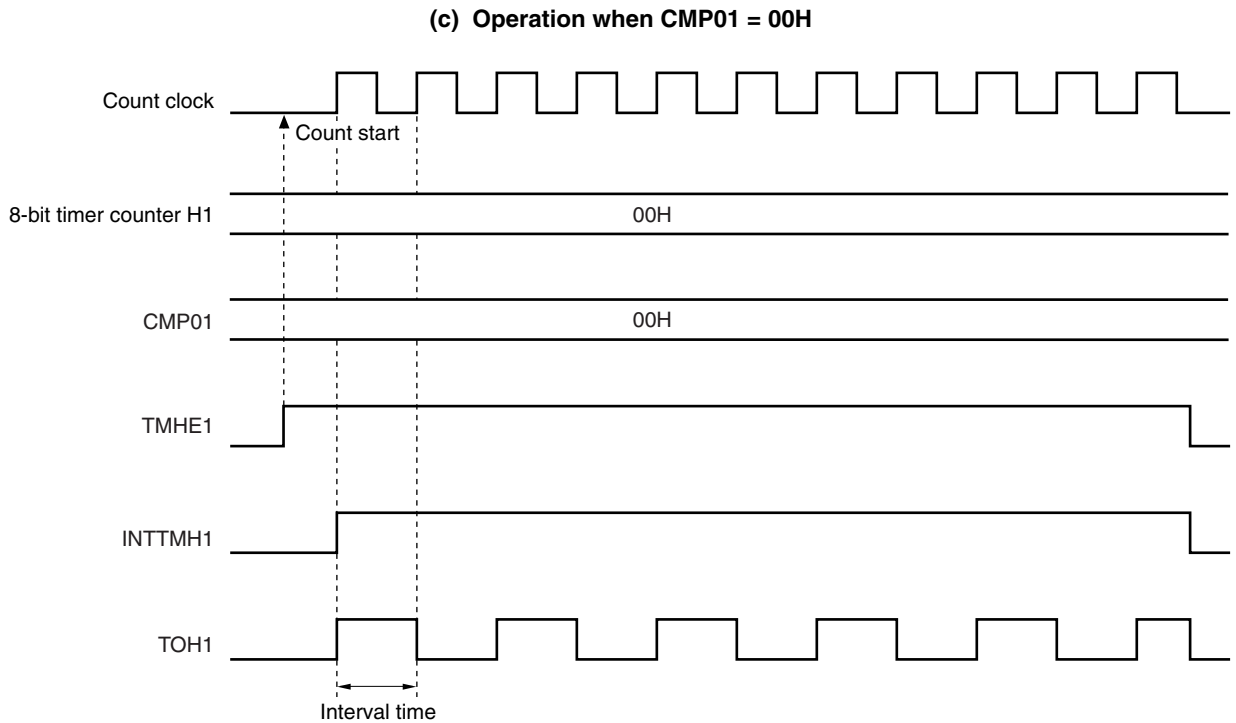 (c) Operation when CMP01 = 00H
Count clock
Count start
8-bit timer counter H1
00H
CMP01
00H
TMHE1
INTTMH1
TOH1
Interval time